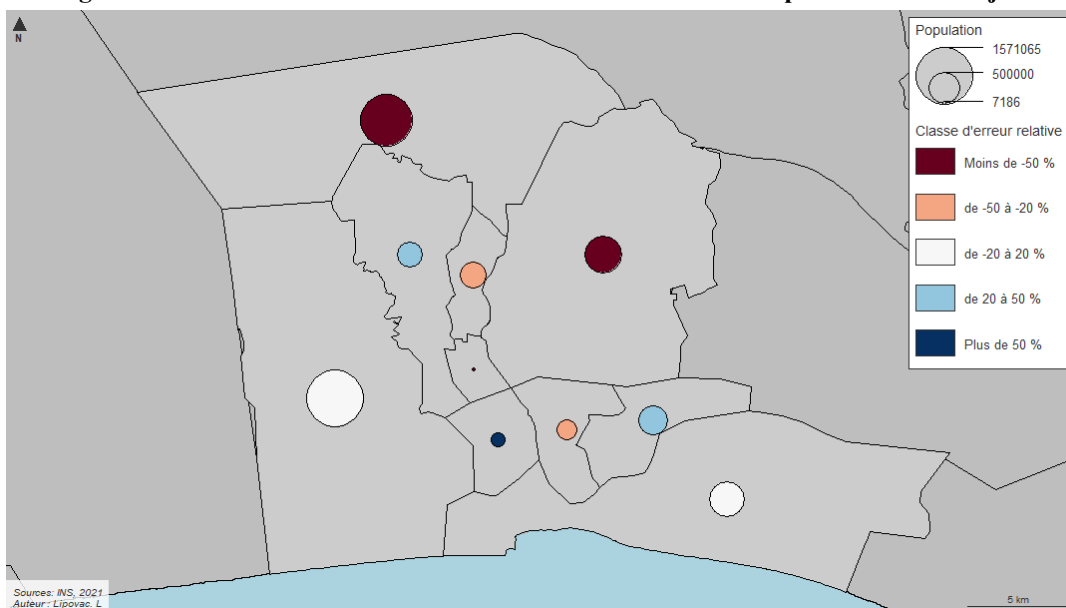 N
Population
1571065
500000
7186
Classe d'erreur relative
Moins de -50 %
de -50 à -20 %
de -20 à 20 %
de 20 à 50 %
Plus de 50 %
Sources: INS, 2021
Auteur : Lipovac. L
5 km